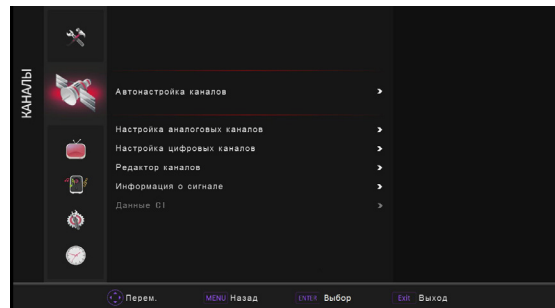 КАНАЛЫ
Автонастройка каналов
Настройка аналоговых каналов
Настройка цифровых каналов
Редактор каналов
Информация о сигнале
Данные CI
Перем. MENU Назад ENTER Выбор Exit Выход